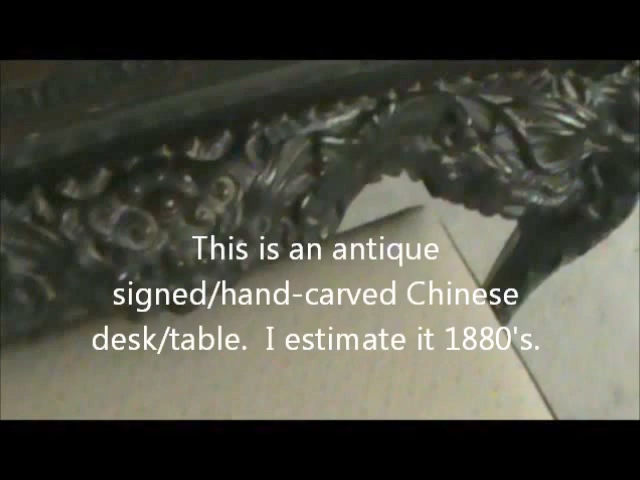 This is an antique
signed/hand-carved Chinese
desk/table.  I estimate it 1880's.